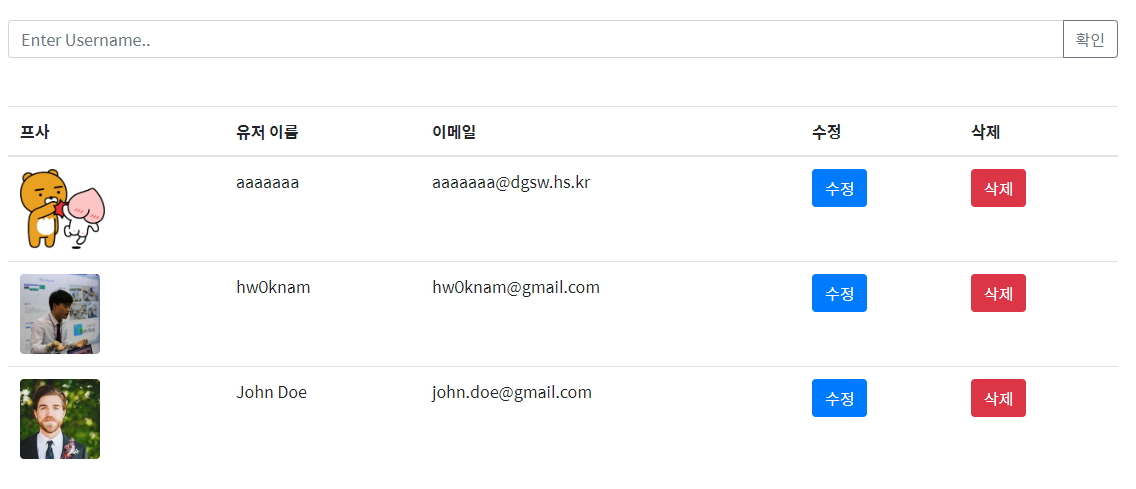 Enter Username.. 확인
프사 유저 이름 이메일 수정 삭제
aaaaaaa aaaaaaa@dgsw.hs.kr 수정 삭제
hw0knam hw0knam@gmail.com 수정 삭제
John Doe john.doe@gmail.com 수정 삭제